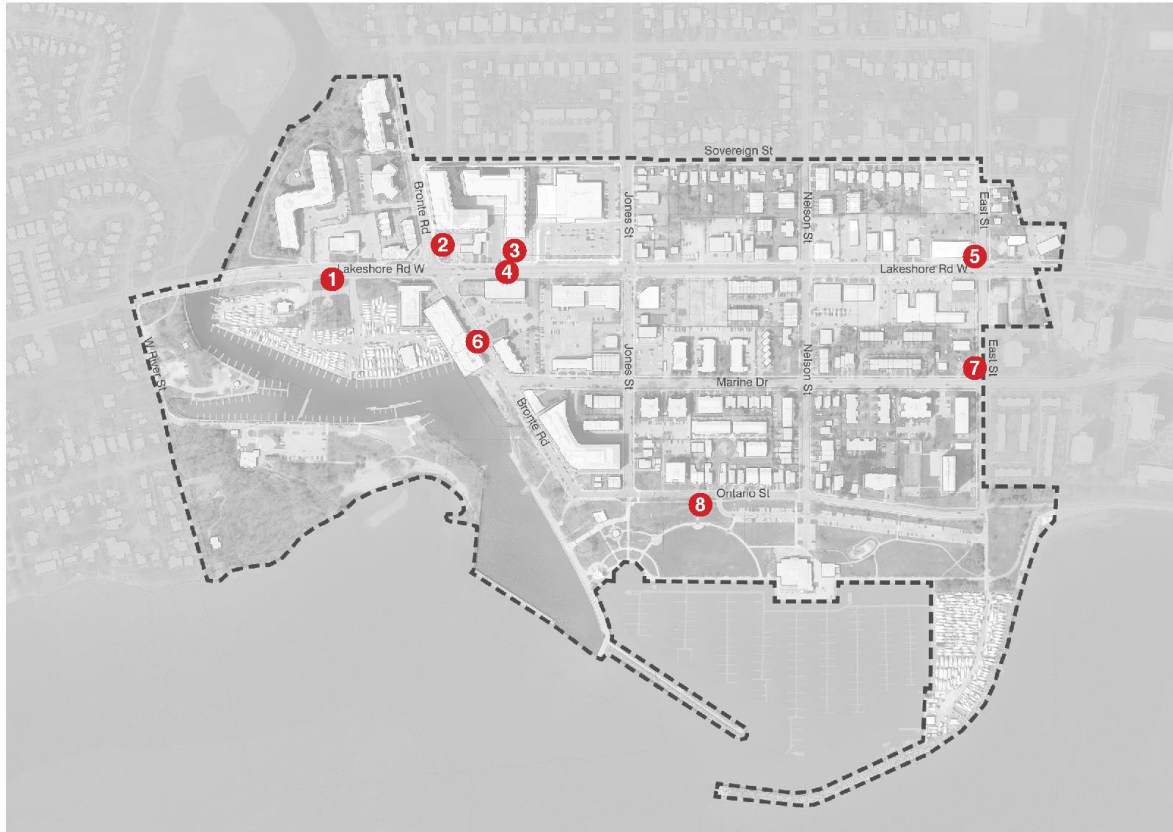 Sovereign St
Bronte Rd
Jones St
Nelson St
East St
2
3
5
4
Lakeshore Rd W
Lakeshore Rd W
1
6
W River St
Jones St
Nelson St
East St
7
Marine Dr
Bronte Rd
Ontario St
8